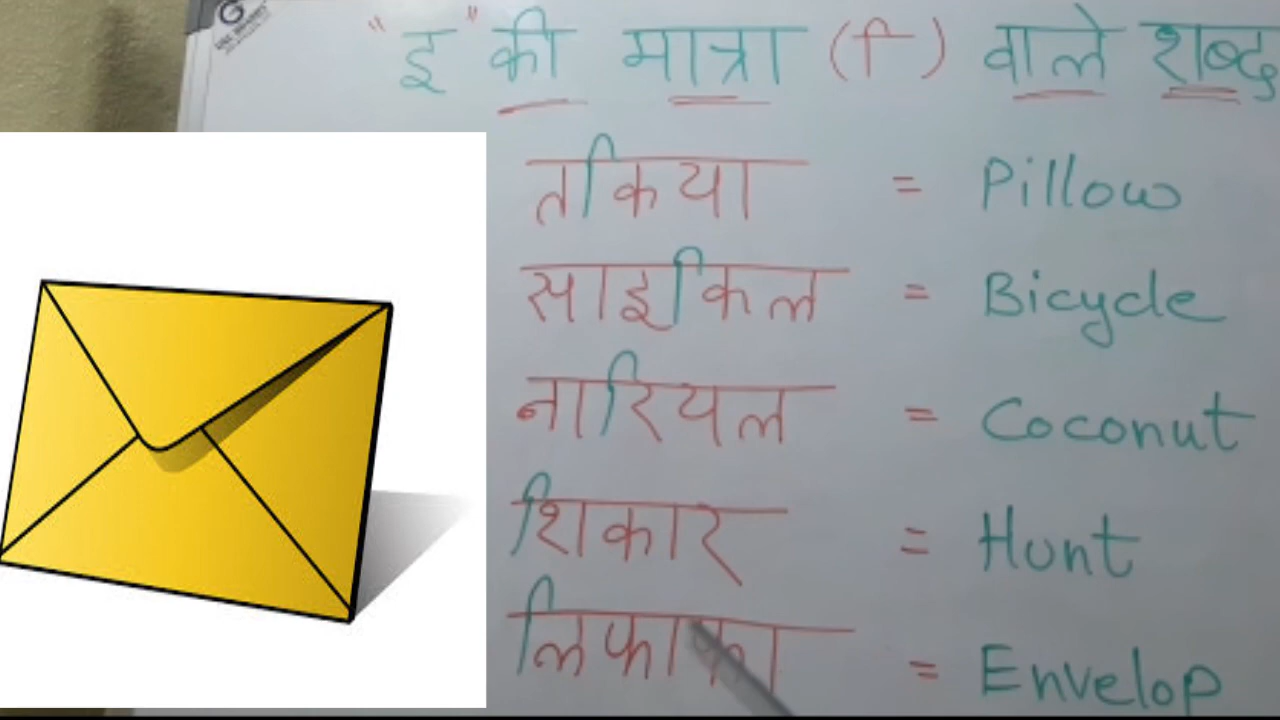 "इ" की मात्रा (ि) वाले शब्द
तकिया = Pillow
साइकिल = Bicycle
नारियल = Coconut
शिकार = Hunt
लिफाफा = Envelop